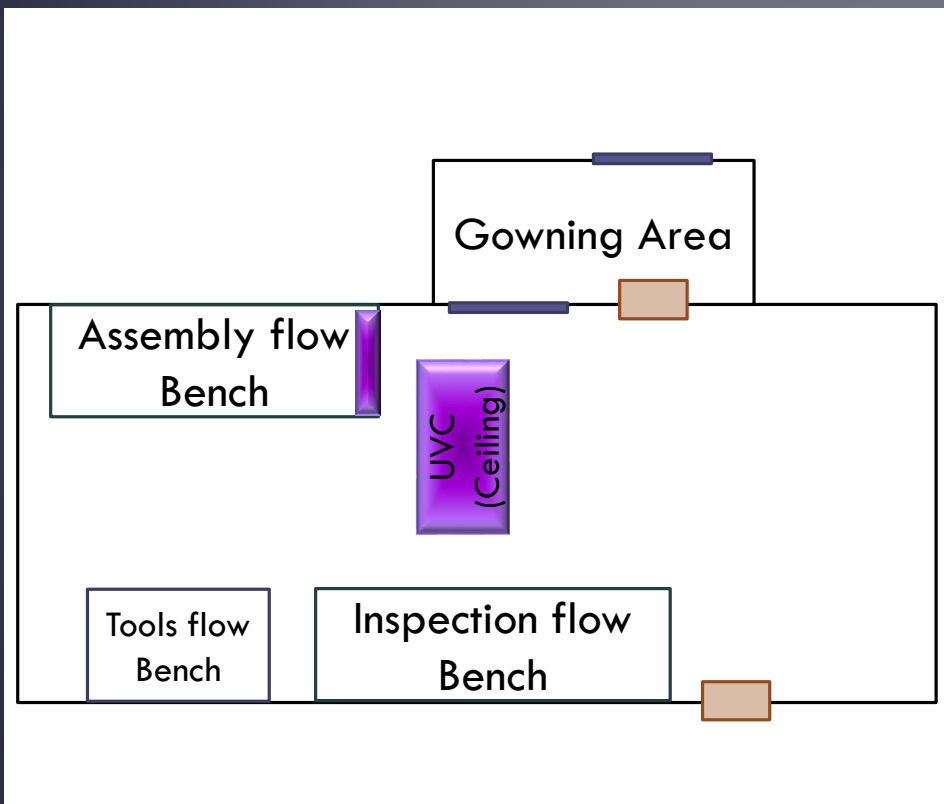 Gowning Area
Assembly flow
Bench
UVC
(Ceiling)
Tools flow
Bench
Inspection flow
Bench